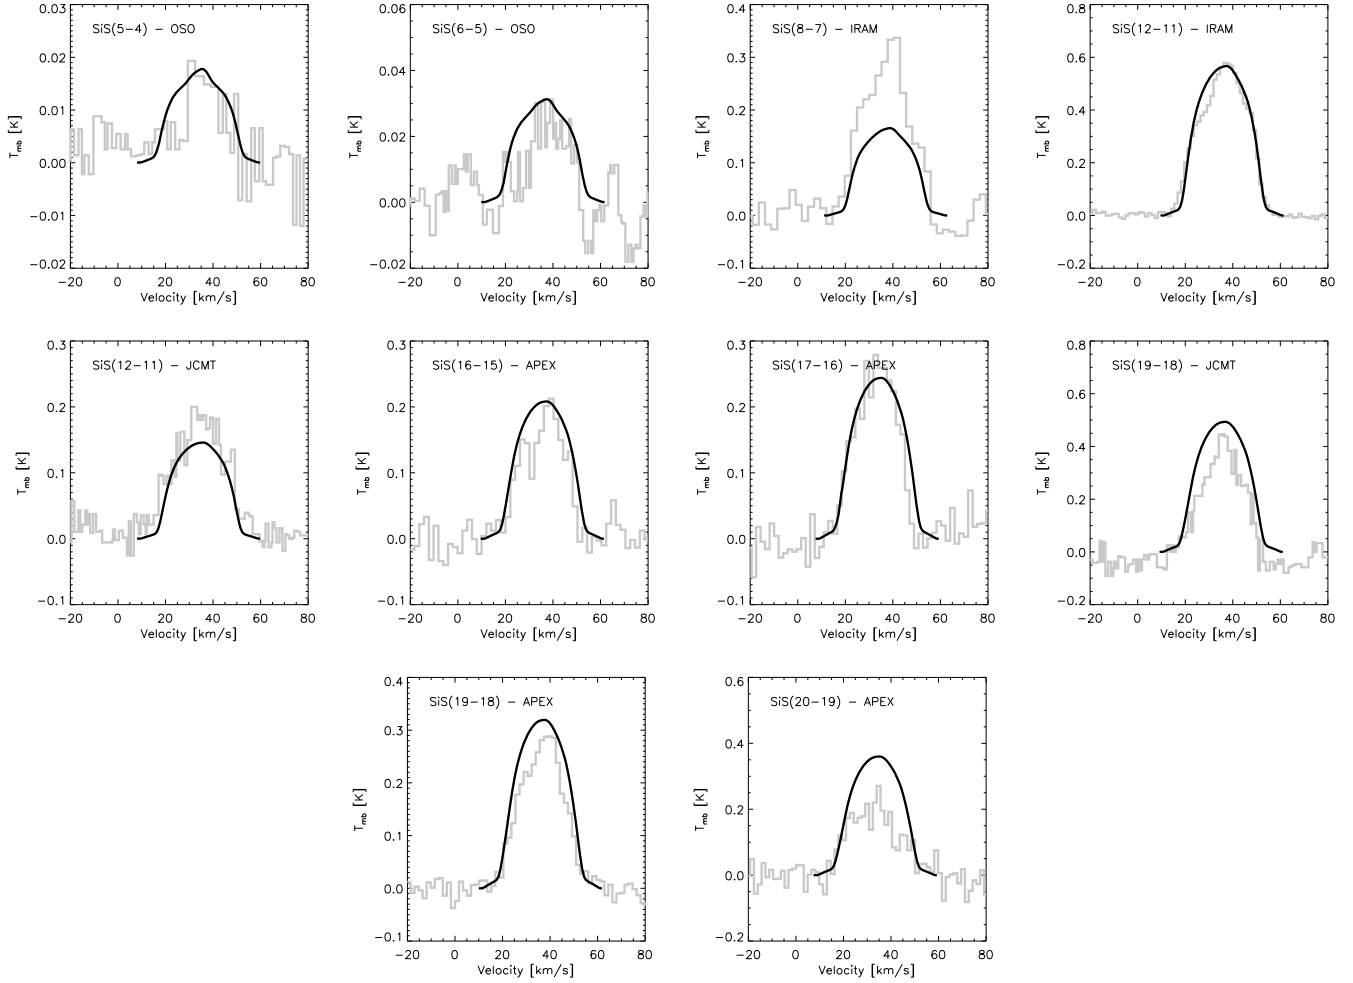 SiS(5−4) − OSO
T_mb [K]
0.03
0.02
0.01
0.00
−0.01
−0.02
−20 0 20 40 60 80
Velocity [km/s]
SiS(6−5) − OSO
T_mb [K]
0.06
0.04
0.02
0.00
−0.02
−20 0 20 40 60 80
Velocity [km/s]
SiS(8−7) − IRAM
T_mb [K]
0.4
0.3
0.2
0.1
0.0
−0.1
−20 0 20 40 60 80
Velocity [km/s]
SiS(12−11) − IRAM
T_mb [K]
0.8
0.6
0.4
0.2
0.0
−0.2
−20 0 20 40 60 80
Velocity [km/s]
SiS(12−11) − JCMT
T_mb [K]
0.3
0.2
0.1
0.0
−0.1
−20 0 20 40 60 80
Velocity [km/s]
SiS(16−15) − APEX
T_mb [K]
0.3
0.2
0.1
0.0
−0.1
−20 0 20 40 60 80
Velocity [km/s]
SiS(17−16) − APEX
T_mb [K]
0.3
0.2
0.1
0.0
−0.1
−20 0 20 40 60 80
Velocity [km/s]
SiS(19−18) − JCMT
T_mb [K]
0.8
0.6
0.4
0.2
0.0
−0.2
−20 0 20 40 60 80
Velocity [km/s]
SiS(19−18) − APEX
T_mb [K]
0.4
0.3
0.2
0.1
0.0
−0.1
−20 0 20 40 60 80
Velocity [km/s]
SiS(20−19) − APEX
T_mb [K]
0.6
0.4
0.2
0.0
−0.2
−20 0 20 40 60 80
Velocity [km/s]